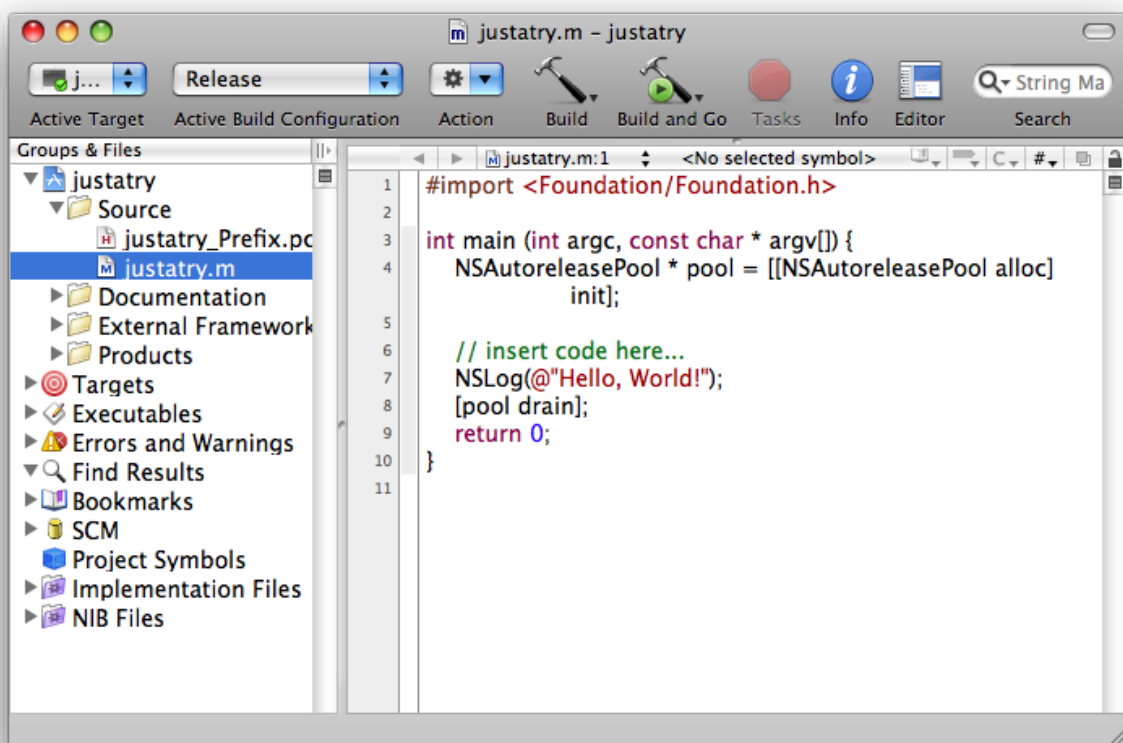 justatry.m – justatry
j... Release String Ma
Active Target Active Build Configuration Action Build Build and Go Tasks Info Editor Search
Groups & Files
justatry
Source
justatry_Prefix.pc
justatry.m
Documentation
External Framework
Products
Targets
Executables
Errors and Warnings
Find Results
Bookmarks
SCM
Project Symbols
Implementation Files
NIB Files
justatry.m:1 <No selected symbol> C #
1 #import <Foundation/Foundation.h>
2
3 int main (int argc, const char * argv[]) {
4 NSAutoreleasePool * pool = [[NSAutoreleasePool alloc]
init];
5
6 // insert code here...
7 NSLog(@"Hello, World!");
8 [pool drain];
9 return 0;
10 }
11